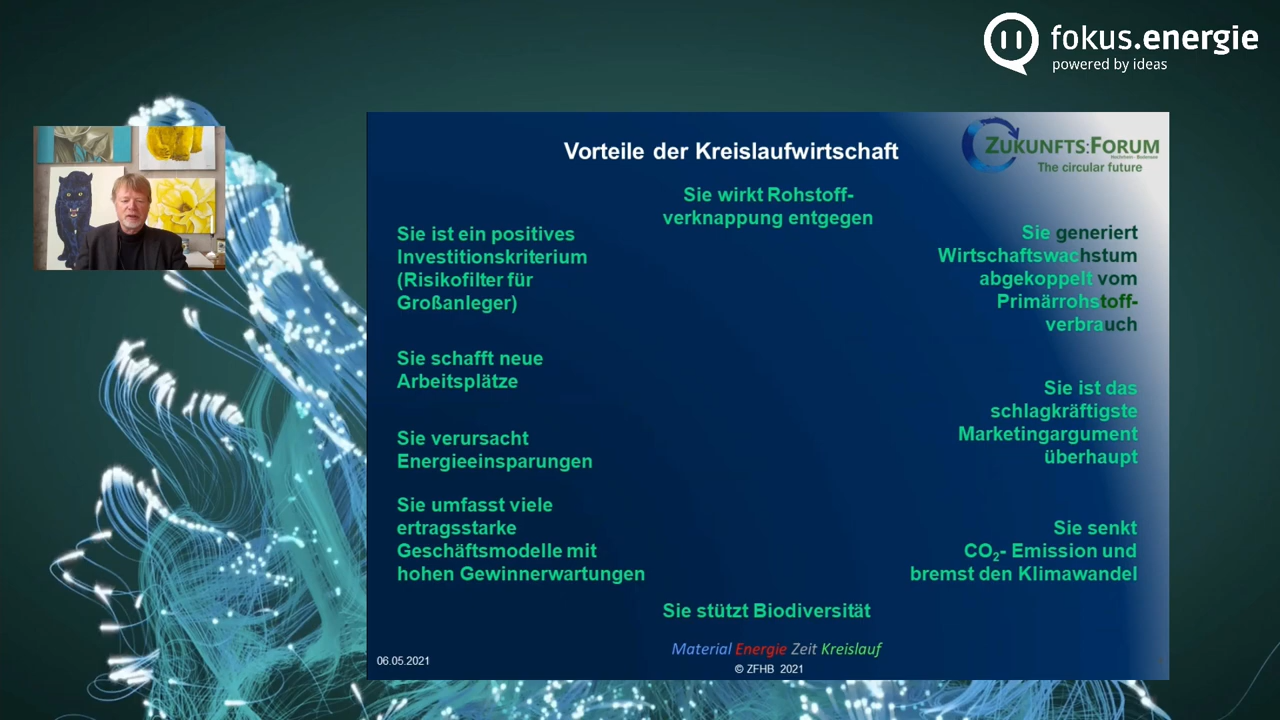 fokus.energie
powered by ideas
ZUKUNFTS:FORUM
The circular future
Vorteile der Kreislaufwirtschaft
Sie wirkt Rohstoff-
verknappung entgegen
Sie ist ein positives
Investitionskriterium
(Risikofilter für
Großanleger)
Sie schafft neue
Arbeitsplätze
Sie verursacht
Energieeinsparungen
Sie umfasst viele
ertragsstarke
Geschäftsmodelle mit
hohen Gewinnerwartungen
Sie generiert
Wirtschaftswachstum
abgekoppelt vom
Primärrohstoff-
verbrauch
Sie ist das
schlagkräftigste
Marketingargument
überhaupt
Sie senkt
CO₂- Emission und
bremst den Klimawandel
Sie stützt Biodiversität
Material Energie Zeit Kreislauf
06.05.2021
© ZFHB 2021